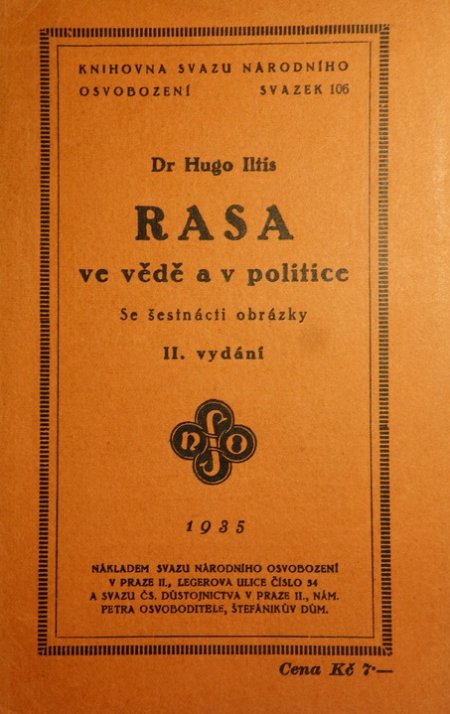 KNIHOVNA SVAZU NÁRODNÍHO
OSVOBOZENÍ SVAZEK 106
Dr Hugo Iltis
RASA
ve vědě a v politice
Se šestnácti obrázky
II. vydání
S
n O
J
1935
NÁKLADEM SVAZU NÁRODNÍHO OSVOBOZENÍ
V PRAZE II., LEGEROVA ULICE ČÍSLO 54
A SVAZU ČS. DŮSTOJNICTVA V PRAZE II., NÁM.
PETRA OSVOBODITELE, ŠTEFÁNIKŮV DŮM.
Cena Kč 7·—